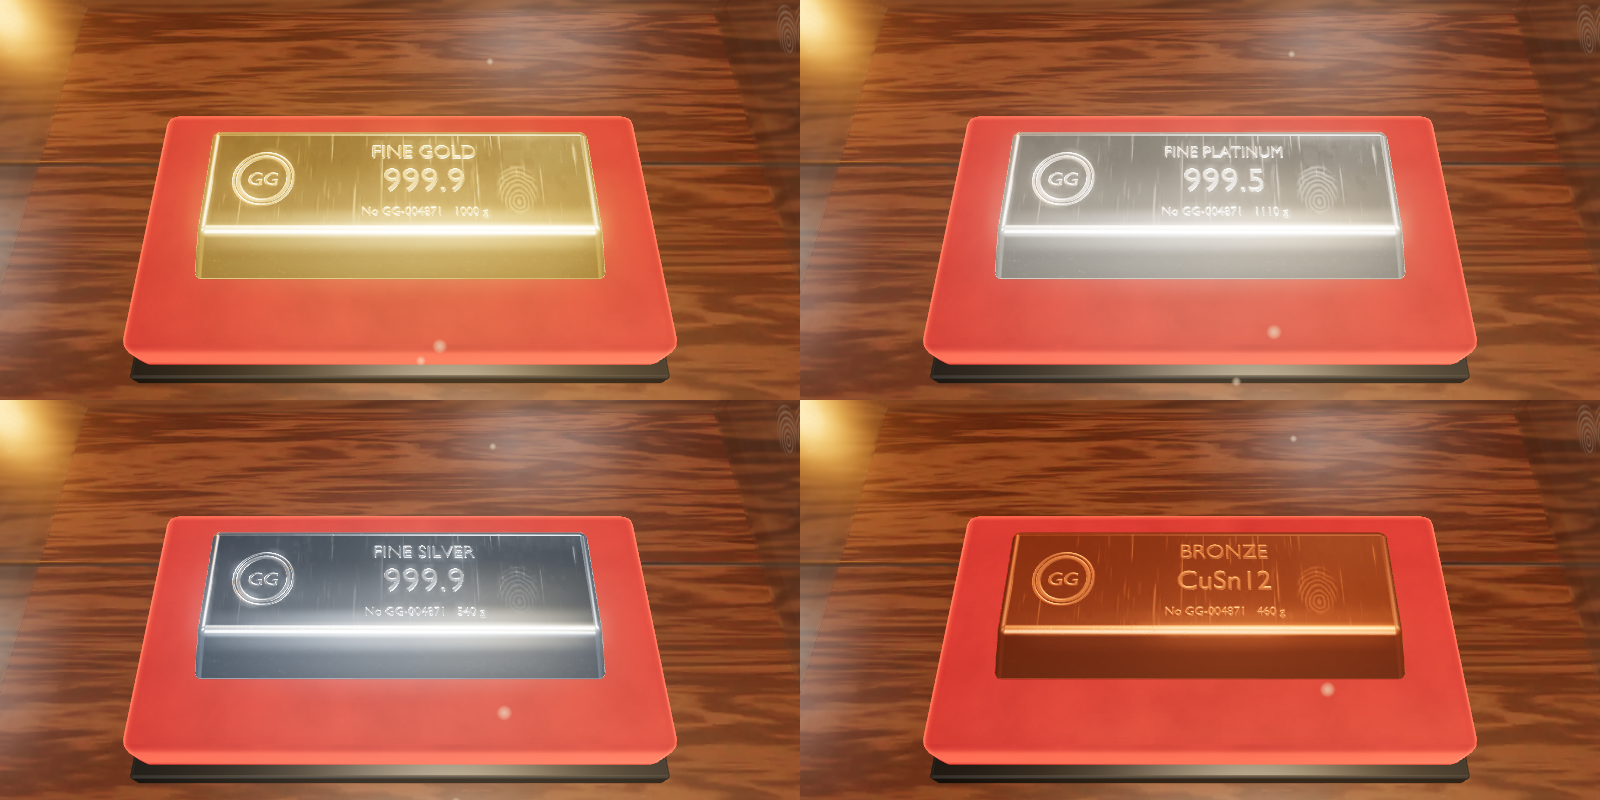 FINE GOLD
GG
999.9
No GG-004871 1000 g
FINE PLATINUM
GG
999.5
No GG-004871 1110 g
FINE SILVER
GG
999.9
No GG-004871 540 g
BRONZE
GG
CuSn12
No GG-004871 460 g